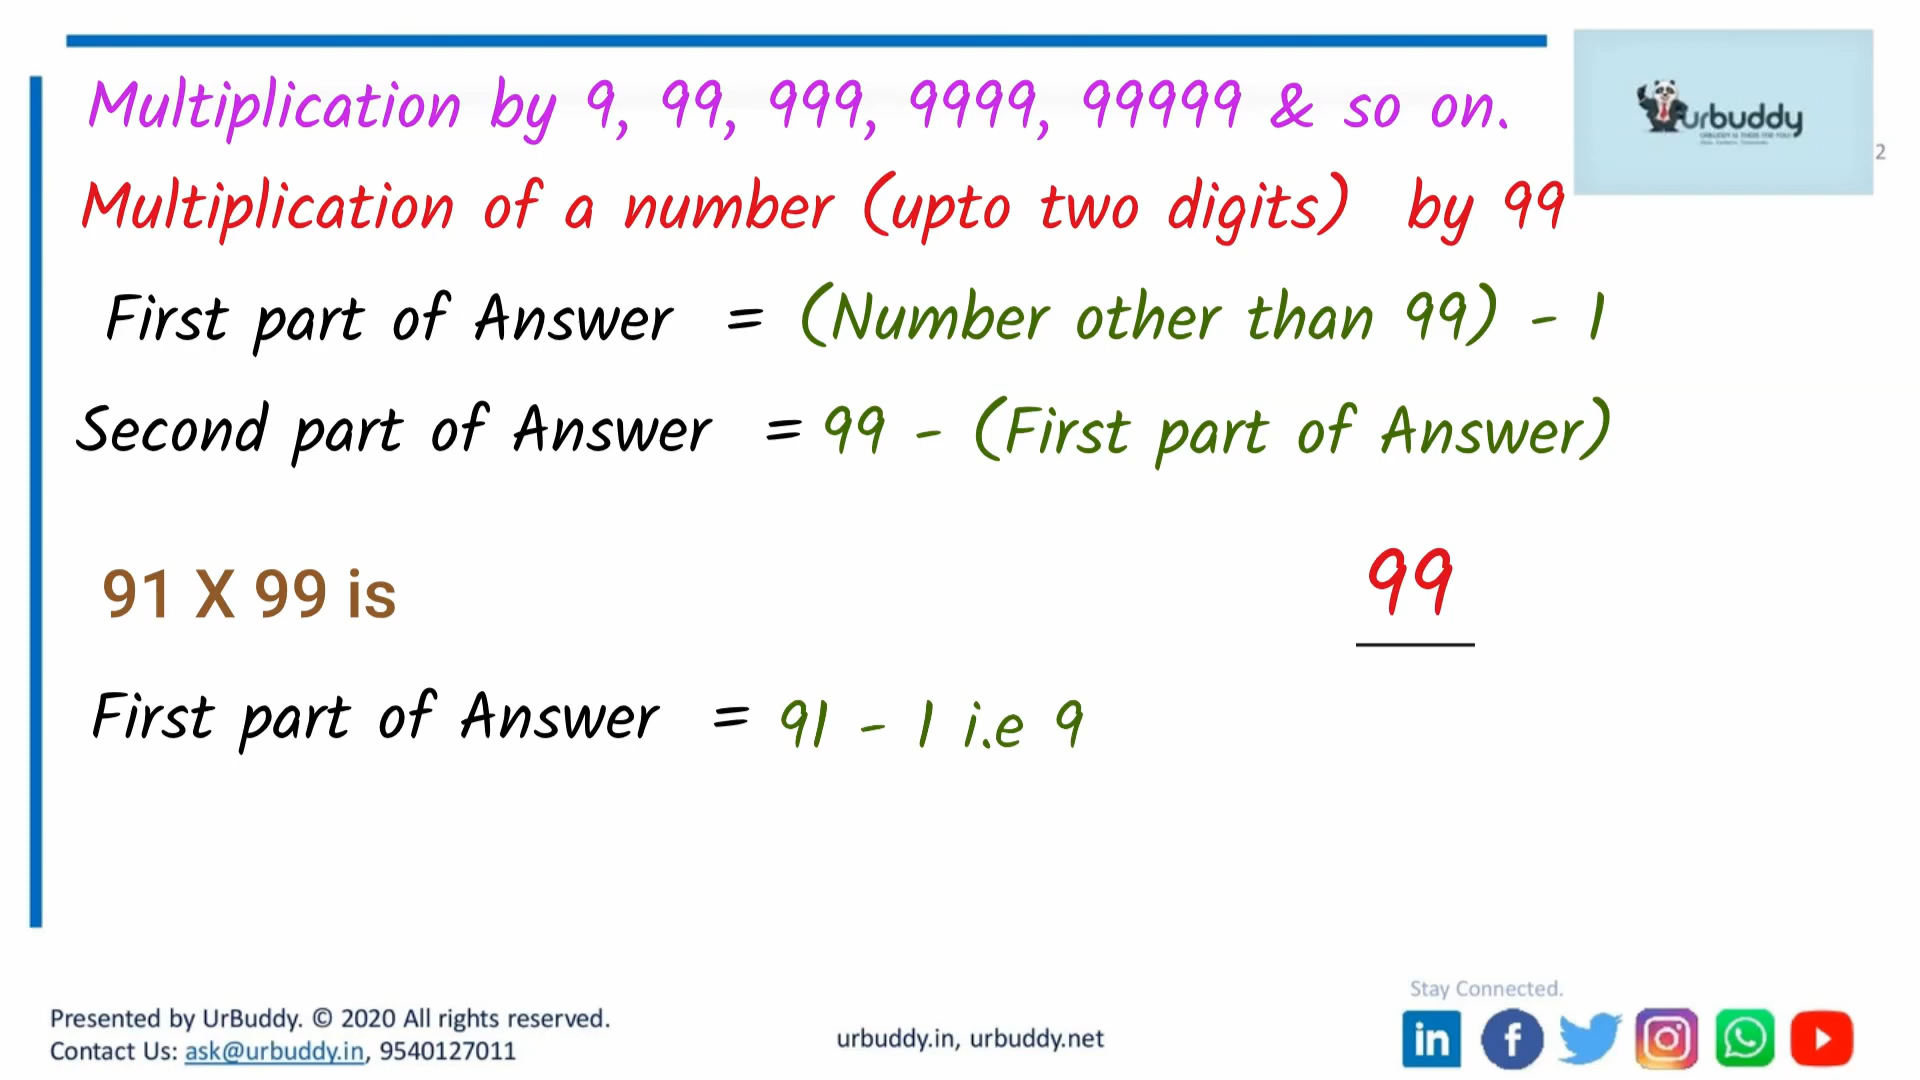 Multiplication by 9, 99, 999, 9999, 99999 & so on.
urbuddy
2
Multiplication of a number (upto two digits) by 99
First part of Answer = (Number other than 99) - 1
Second part of Answer = 99 - (First part of Answer)
91 X 99 is
99
First part of Answer = 91 - 1 i.e 9
Stay Connected.
Presented by UrBuddy. © 2020 All rights reserved.
Contact Us: ask@urbuddy.in, 9540127011
urbuddy.in, urbuddy.net